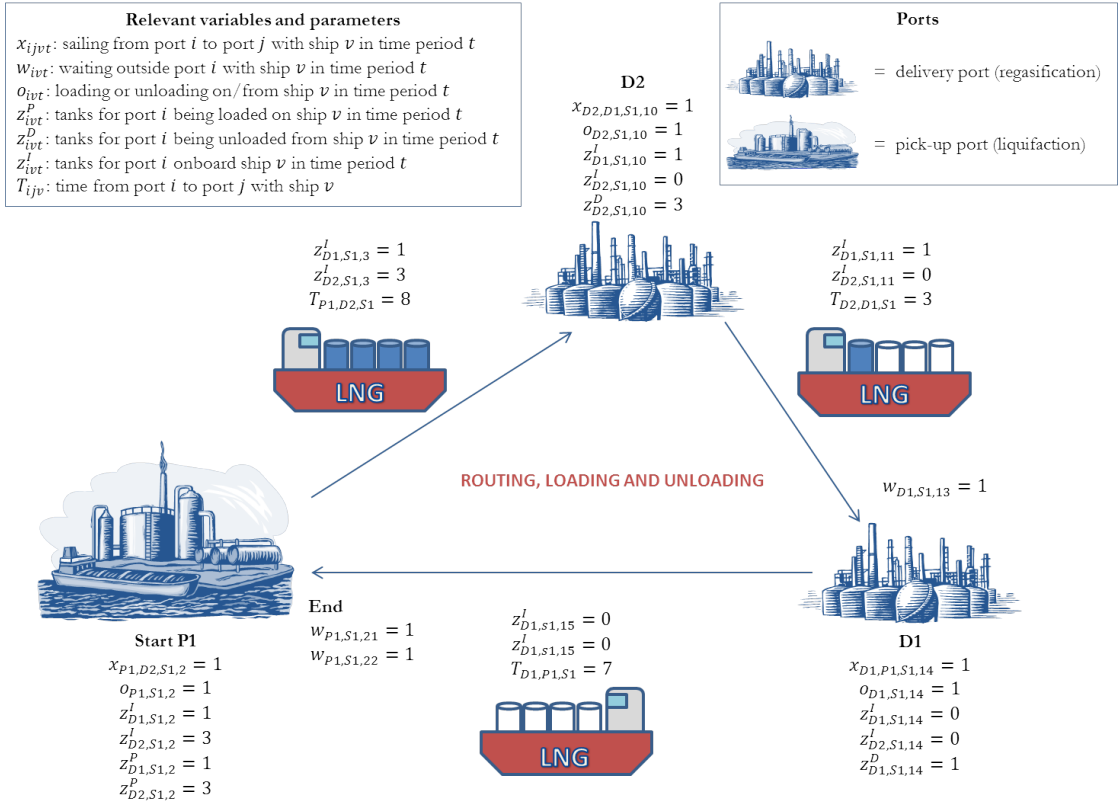 Relevant variables and parameters
x_{ijvt}: sailing from port i to port j with ship v in time period t
w_{ivt}: waiting outside port i with ship v in time period t
o_{ivt}: loading or unloading on/from ship v in time period t
z^P_{ivt}: tanks for port i being loaded on ship v in time period t
z^D_{ivt}: tanks for port i being unloaded from ship v in time period t
z^I_{ivt}: tanks for port i onboard ship v in time period t
T_{ijv}: time from port i to port j with ship v
Ports
= delivery port (regasification)
= pick-up port (liquifaction)
D2
x_{D2,D1,S1,10} = 1
o_{D2,S1,10} = 1
z^I_{D1,S1,10} = 1
z^I_{D2,S1,10} = 0
z^D_{D2,S1,10} = 3
z^I_{D1,S1,3} = 1
z^I_{D2,S1,3} = 3
T_{P1,D2,S1} = 8
LNG
z^I_{D1,S1,11} = 1
z^I_{D2,S1,11} = 0
T_{D2,D1,S1} = 3
LNG
ROUTING, LOADING AND UNLOADING
w_{D1,S1,13} = 1
Start P1
x_{P1,D2,S1,2} = 1
o_{P1,S1,2} = 1
z^I_{D1,S1,2} = 1
z^I_{D2,S1,2} = 3
z^P_{D1,S1,2} = 1
z^P_{D2,S1,2} = 3
End
w_{P1,S1,21} = 1
w_{P1,S1,22} = 1
z^I_{D1,s1,15} = 0
z^I_{D1,s1,15} = 0
T_{D1,P1,S1} = 7
LNG
D1
x_{D1,P1,S1,14} = 1
o_{D1,S1,14} = 1
z^I_{D1,S1,14} = 0
z^I_{D2,S1,14} = 0
z^D_{D1,S1,14} = 1